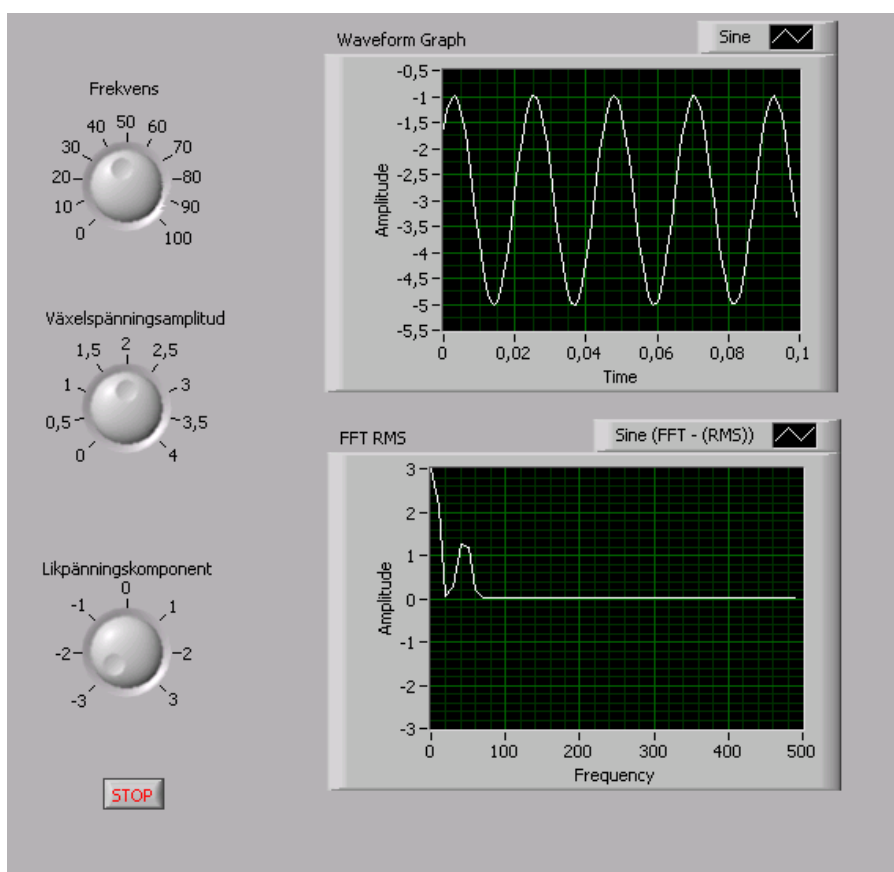 Waveform Graph
Sine
-0,5
-1
-1,5
-2
-2,5
-3
-3,5
-4
-4,5
-5
-5,5
Amplitude
0 0,02 0,04 0,06 0,08 0,1
Time
Frekvens
0 10 20 30 40 50 60 70 80 90 100
Växelspänningsamplitud
0 0,5 1 1,5 2 2,5 3 3,5 4
FFT RMS
Sine (FFT - (RMS))
3
2
1
0
-1
-2
-3
Amplitude
0 100 200 300 400 500
Frequency
Likpänningskomponent
-3 -2 -1 0 1 2 3
STOP